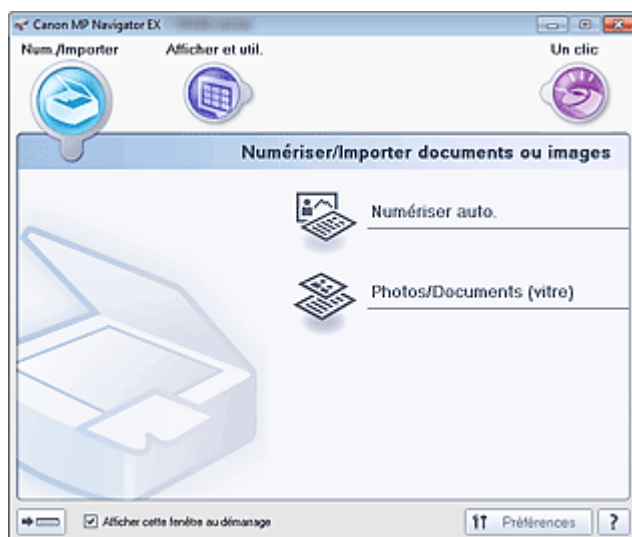 Canon MP Navigator EX
Num./Importer
Afficher et util.
Un clic
Numériser/Importer documents ou images
Numériser auto.
Photos/Documents (vitre)
Afficher cette fenêtre au démarrage
Préférences
?